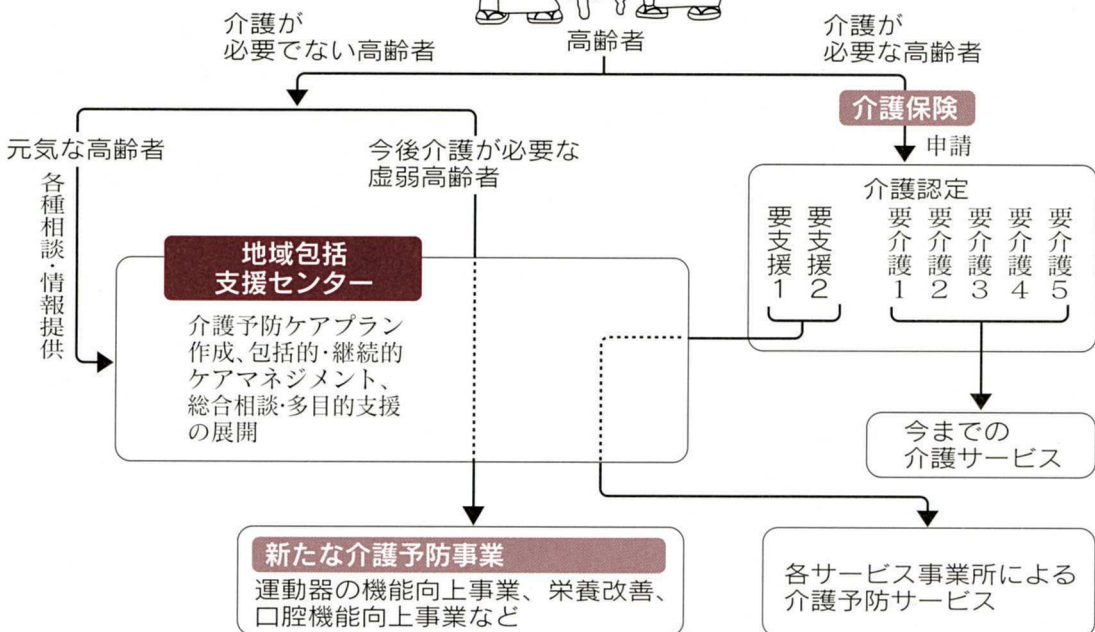 高齢者
介護が
必要でない高齢者
介護が
必要な高齢者
元気な高齢者
各種相談・情報提供
今後介護が必要な
虚弱高齢者
介護保険
申請
介護認定
要支援1
要支援2
要介護1
要介護2
要介護3
要介護4
要介護5
地域包括
支援センター
介護予防ケアプラン
作成、包括的・継続的
ケアマネジメント、
総合相談・多目的支援
の展開
今までの
介護サービス
新たな介護予防事業
運動器の機能向上事業、栄養改善、
口腔機能向上事業など
各サービス事業所による
介護予防サービス